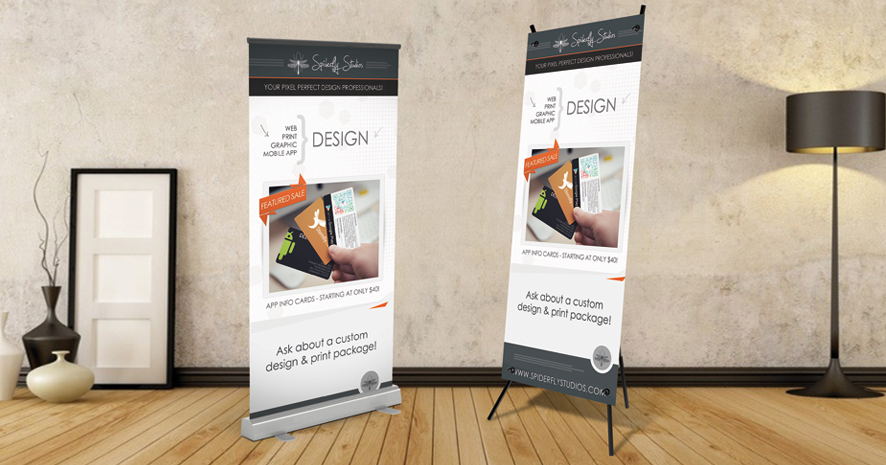 Spiderfly Studios
YOUR PIXEL PERFECT DESIGN PROFESSIONALS!
WEB
PRINT
GRAPHIC
MOBILE APP
DESIGN
FEATURED SALE
APP INFO CARDS - STARTING AT ONLY $40!
Ask about a custom
design & print package!
Spiderfly Studios
YOUR PIXEL PERFECT DESIGN PROFESSIONALS!
WEB
PRINT
GRAPHIC
MOBILE APP
DESIGN
FEATURED SALE
APP INFO CARDS - STARTING AT ONLY $40!
Ask about a custom
design & print package!
WWW.SPIDERFLYSTUDIOS.COM